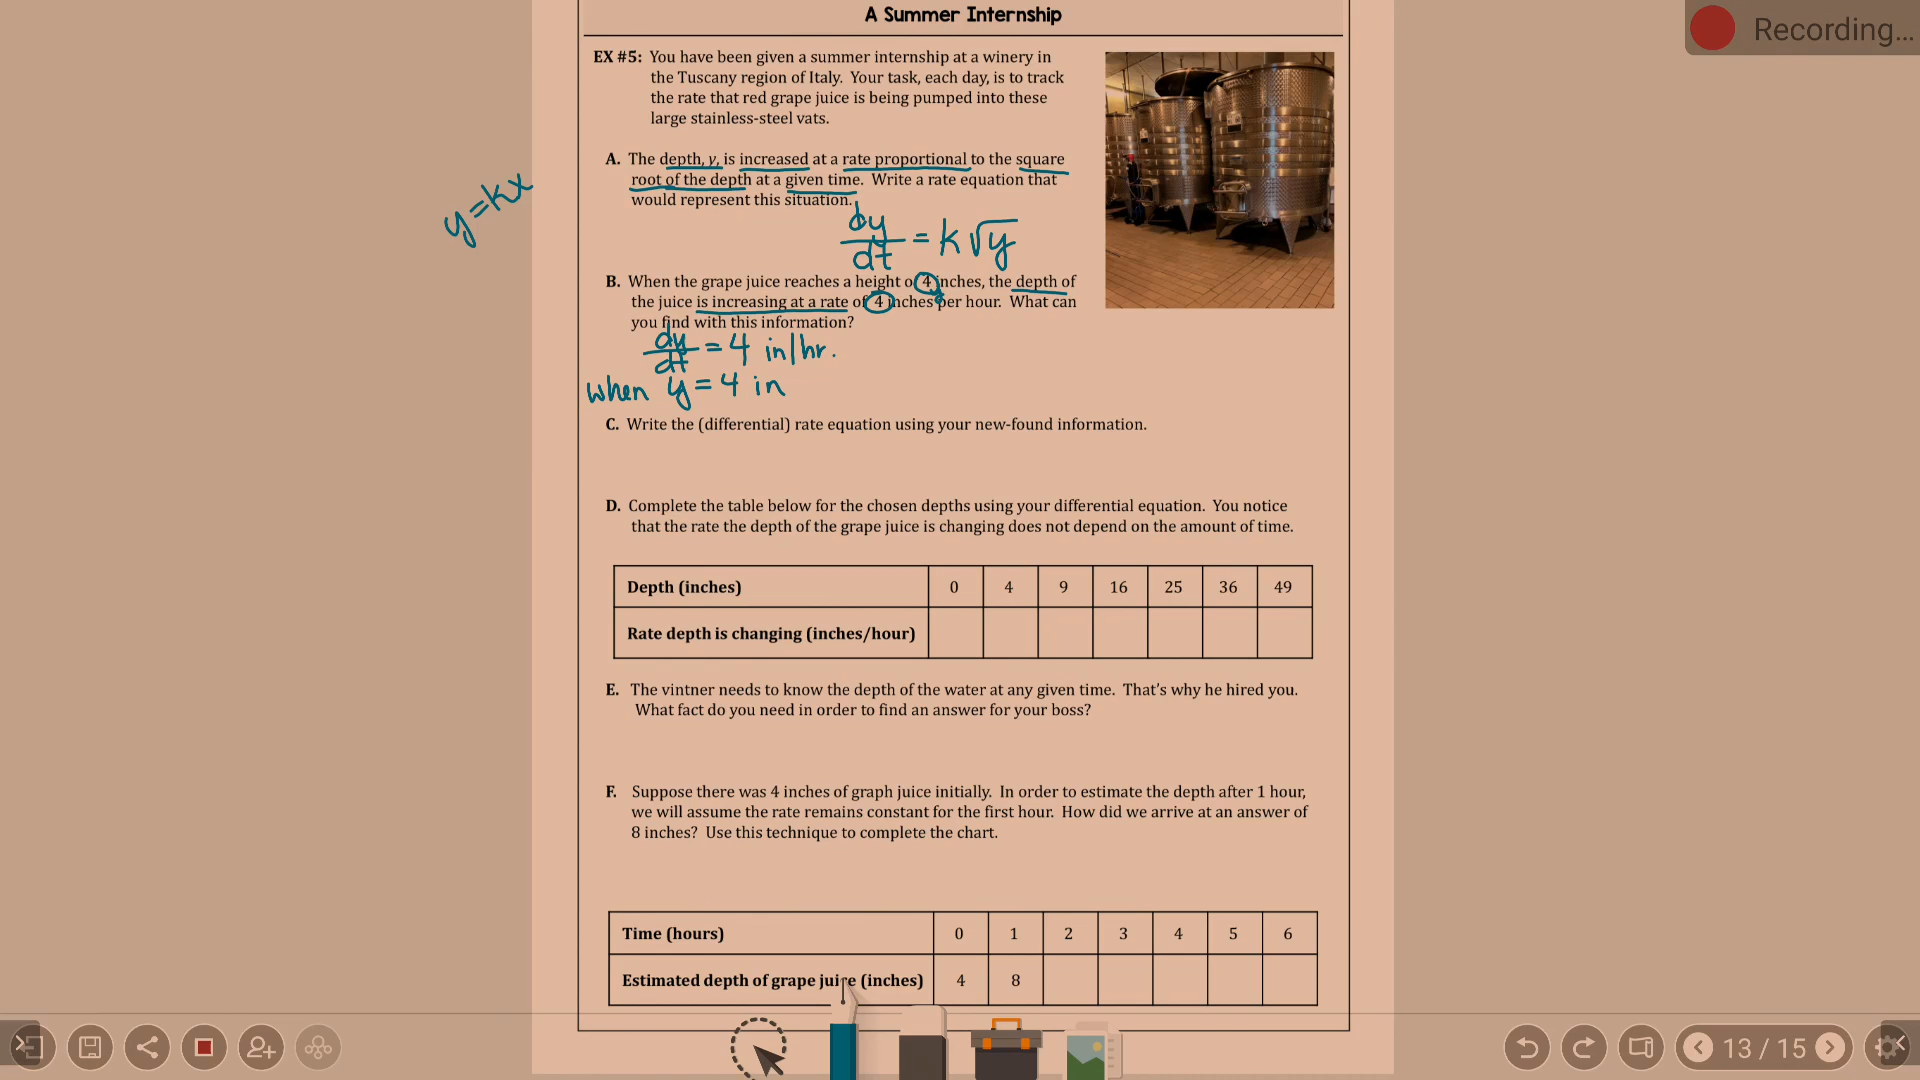 A Summer Internship
Recording...
EX #5: You have been given a summer internship at a winery in
the Tuscany region of Italy. Your task, each day, is to track
the rate that red grape juice is being pumped into these
large stainless-steel vats.
A. The depth, y, is increased at a rate proportional to the square
root of the depth at a given time. Write a rate equation that
would represent this situation.
y = kx
dy/dt = k√y
B. When the grape juice reaches a height of 4 inches, the depth of
the juice is increasing at a rate of 4 inches per hour. What can
you find with this information?
dy/dt = 4 in/hr.
when y = 4 in
C. Write the (differential) rate equation using your new-found information.
D. Complete the table below for the chosen depths using your differential equation. You notice
that the rate the depth of the grape juice is changing does not depend on the amount of time.
Depth (inches) 0 4 9 16 25 36 49
Rate depth is changing (inches/hour)
E. The vintner needs to know the depth of the water at any given time. That's why he hired you.
What fact do you need in order to find an answer for your boss?
F. Suppose there was 4 inches of graph juice initially. In order to estimate the depth after 1 hour,
we will assume the rate remains constant for the first hour. How did we arrive at an answer of
8 inches? Use this technique to complete the chart.
Time (hours) 0 1 2 3 4 5 6
Estimated depth of grape juice (inches) 4 8
13 / 15